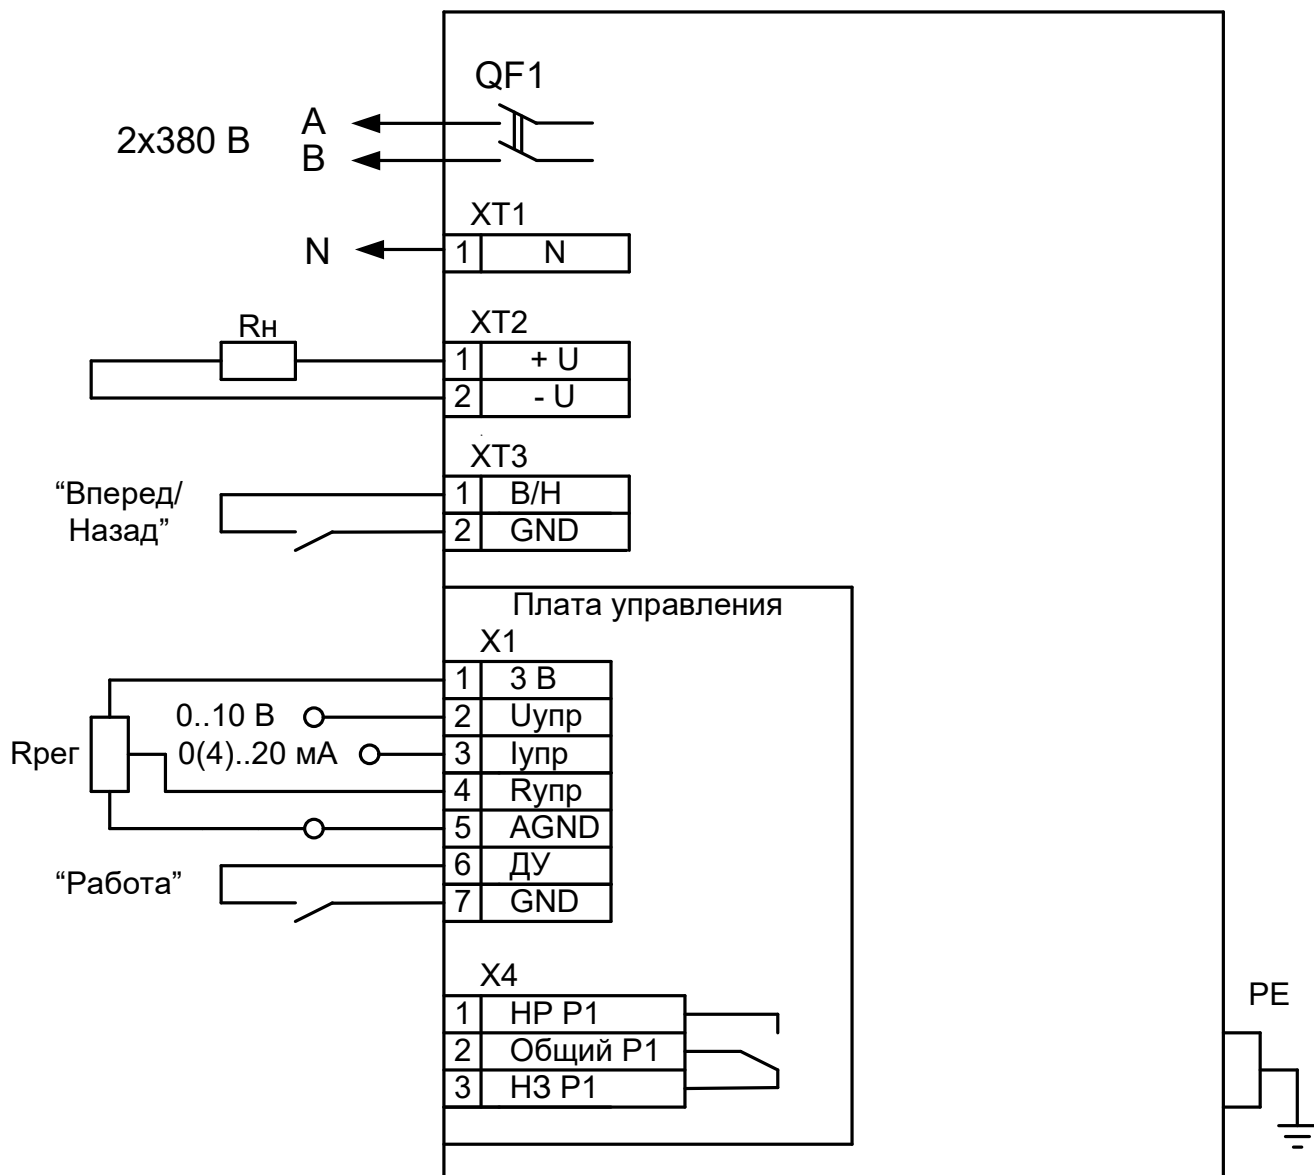 QF1
2х380 В
A
B
XT1
N
1 N
Rн
XT2
1 + U
2 - U
XT3
“Вперед/
Назад”
1 В/Н
2 GND
Плата управления
X1
1 3 В
0..10 В
2 Uупр
Rрег
0(4)..20 мА
3 Iупр
4 Rупр
5 AGND
“Работа”
6 ДУ
7 GND
X4
1 НР Р1
2 Общий Р1
3 НЗ Р1
PE